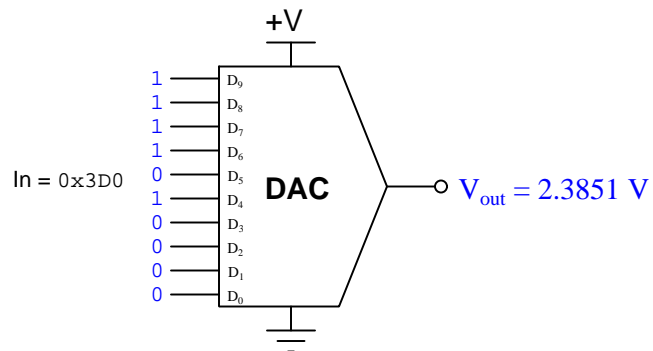 +V
1 D₉
1 D₈
1 D₇
1 D₆
In = 0x3D0
0 D₅
DAC
V_out = 2.3851 V
1 D₄
0 D₃
0 D₂
0 D₁
0 D₀